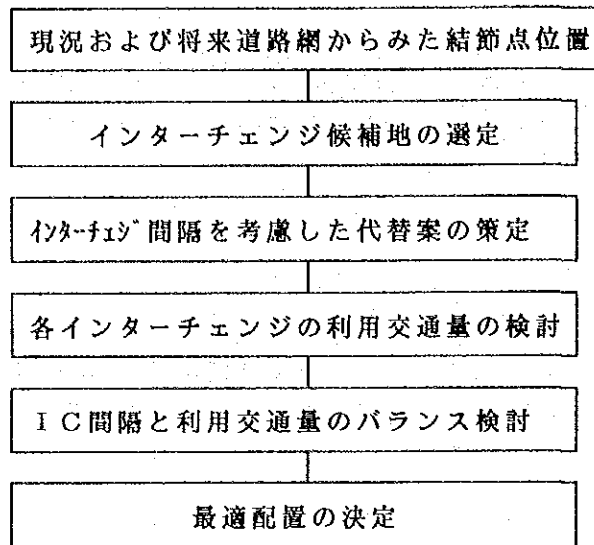 現況および将来道路網からみた結節点位置
インターチェンジ候補地の選定
ｲﾝﾀｰﾁｪｼﾞ間隔を考慮した代替案の策定
各インターチェンジの利用交通量の検討
ＩＣ間隔と利用交通量のバランス検討
最適配置の決定